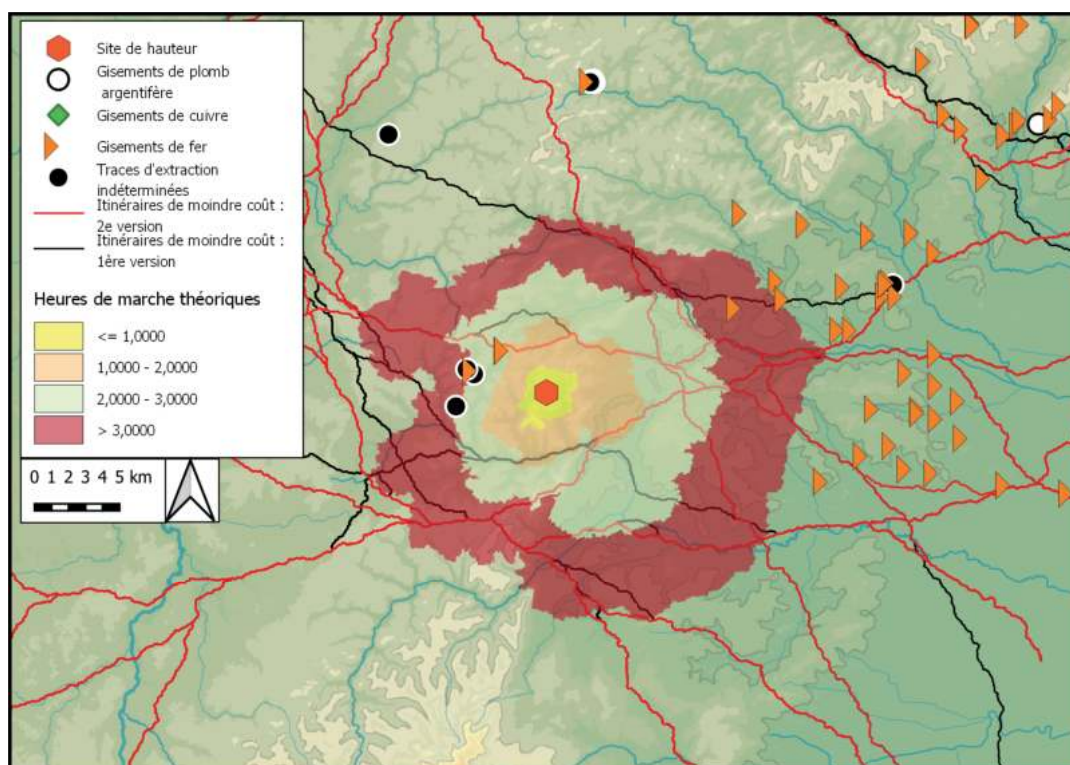 Site de hauteur
Gisements de plomb
argentifère
Gisements de cuivre
Gisements de fer
Traces d'extraction
indéterminées
Itinéraires de moindre coût :
2e version
Itinéraires de moindre coût :
1ère version
Heures de marche théoriques
<= 1,0000
1,0000 - 2,0000
2,0000 - 3,0000
> 3,0000
0 1 2 3 4 5 km